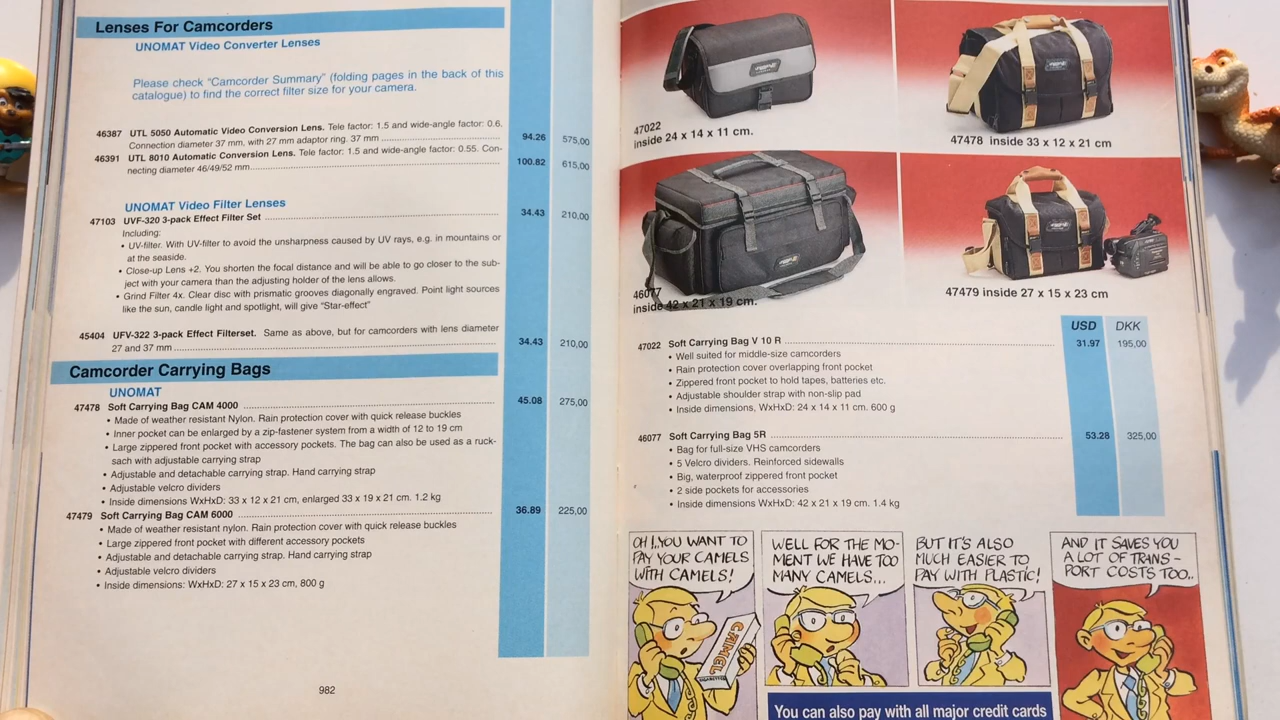 Lenses For Camcorders
UNOMAT Video Converter Lenses
Please check "Camcorder Summary" (folding pages in the back of this
catalogue) to find the correct filter size for your camera.
46387 UTL 5050 Automatic Video Conversion Lens. Tele factor: 1.5 and wide-angle factor: 0.6.
Connection diameter 37 mm, with 27 mm adaptor ring. 37 mm 94.26 575,00
46391 UTL 8010 Automatic Conversion Lens. Tele factor: 1.5 and wide-angle factor: 0.55. Con-
necting diameter 46/49/52 mm 100.82 615,00
UNOMAT Video Filter Lenses
47103 UVF-320 3-pack Effect Filter Set 34.43 210,00
Including:
• UV-filter. With UV-filter to avoid the unsharpness caused by UV rays, e.g. in mountains or
at the seaside.
• Close-up Lens +2. You shorten the focal distance and will be able to go closer to the sub-
ject with your camera than the adjusting holder of the lens allows.
• Grind Filter 4x. Clear disc with prismatic grooves diagonally engraved. Point light sources
like the sun, candle light and spotlight, will give "Star-effect"
45404 UFV-322 3-pack Effect Filterset. Same as above, but for camcorders with lens diameter
27 and 37 mm 34.43 210,00
Camcorder Carrying Bags
UNOMAT
47478 Soft Carrying Bag CAM 4000 45.08 275,00
• Made of weather resistant Nylon. Rain protection cover with quick release buckles
• Inner pocket can be enlarged by a zip-fastener system from a width of 12 to 19 cm
• Large zippered front pocket with accessory pockets. The bag can also be used as a ruck-
sach with adjustable carrying strap
• Adjustable and detachable carrying strap. Hand carrying strap
• Adjustable velcro dividers
• Inside dimensions WxHxD: 33 x 12 x 21 cm, enlarged 33 x 19 x 21 cm. 1.2 kg
47479 Soft Carrying Bag CAM 6000 36.89 225,00
• Made of weather resistant nylon. Rain protection cover with quick release buckles
• Large zippered front pocket with different accessory pockets
• Adjustable and detachable carrying strap. Hand carrying strap
• Adjustable velcro dividers
• Inside dimensions: WxHxD: 27 x 15 x 23 cm, 800 g
982
47022
inside 24 x 14 x 11 cm.
47478 inside 33 x 12 x 21 cm
46077
inside 42 x 21 x 19 cm.
47479 inside 27 x 15 x 23 cm
USD DKK
47022 Soft Carrying Bag V 10 R 31.97 195,00
• Well suited for middle-size camcorders
• Rain protection cover overlapping front pocket
• Zippered front pocket to hold tapes, batteries etc.
• Adjustable shoulder strap with non-slip pad
• Inside dimensions, WxHxD: 24 x 14 x 11 cm. 600 g
46077 Soft Carrying Bag 5R 53.28 325,00
• Bag for full-size VHS camcorders
• 5 Velcro dividers. Reinforced sidewalls
• Big, waterproof zippered front pocket
• 2 side pockets for accessories
• Inside dimensions WxHxD: 42 x 21 x 19 cm. 1.4 kg
OH!, YOU WANT TO
PAY YOUR CAMELS
WITH CAMELS!
WELL FOR THE MO-
MENT WE HAVE TOO
MANY CAMELS...
BUT IT'S ALSO
MUCH EASIER TO
PAY WITH PLASTIC!
AND IT SAVES YOU
A LOT OF TRANS-
PORT COSTS TOO..
CAMEL
You can also pay with all major credit cards